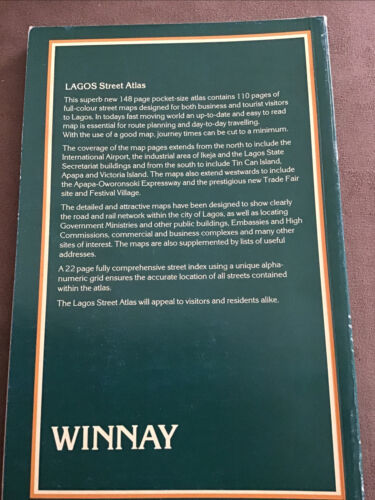 LAGOS Street Atlas
This superb new 148 page pocket-size atlas contains 110 pages of
full-colour street maps designed for both business and tourist visitors
to Lagos. In todays fast moving world an up-to-date and easy to read
map is essential for route planning and day-to-day travelling.
With the use of a good map, journey times can be cut to a minimum.
The coverage of the map pages extends from the north to include the
International Airport, the industrial area of Ikeja and the Lagos State
Secretariat buildings and from the south to include Tin Can Island,
Apapa and Victoria Island. The maps also extend westwards to include
the Apapa-Oworonsoki Expressway and the prestigious new Trade Fair
site and Festival Village.
The detailed and attractive maps have been designed to show clearly
the road and rail network within the city of Lagos, as well as locating
Government Ministries and other public buildings, Embassies and High
Commissions, commercial and business complexes and many other
sites of interest. The maps are also supplemented by lists of useful
addresses.
A 22 page fully comprehensive street index using a unique alpha-
numeric grid ensures the accurate location of all streets contained
within the atlas.
The Lagos Street Atlas will appeal to visitors and residents alike.
WINNAY